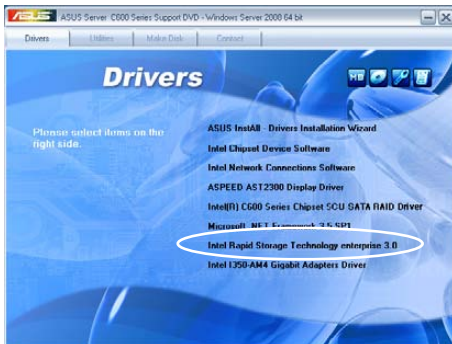 ASUS Server C600 Series Support DVD - Windows Server 2000 64 bit
Drivers Utilities Make Disk Contact
Drivers
Please select items on the
right side.
ASUS InstAll - Drivers Installation Wizard
Intel Chipset Device Software
Intel Network Connections Software
ASPEED AST2300 Display Driver
Intel(R) C600 Series Chipset SCU SATA RAID Driver
Microsoft .NET Framework 3.5 SP1
Intel Rapid Storage Technology enterprise 3.0
Intel I350-AM4 Gigabit Adapters Driver